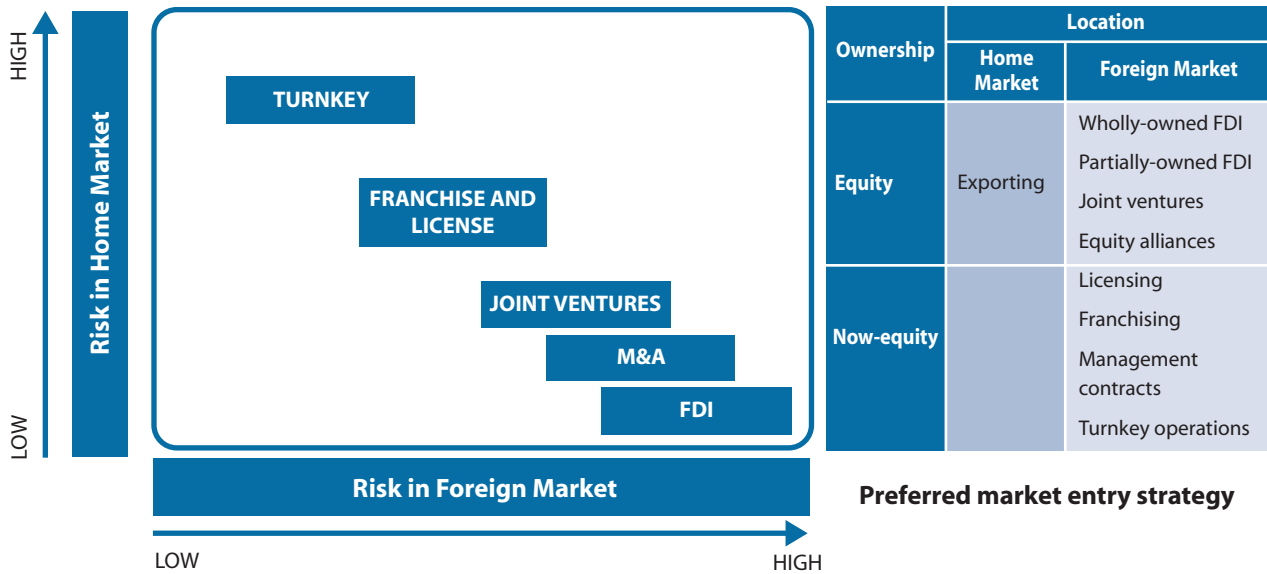 HIGH
Risk in Home Market
LOW
TURNKEY
FRANCHISE AND
LICENSE
JOINT VENTURES
M&A
FDI
Risk in Foreign Market
LOW
HIGH
Ownership
Location
Home
Market
Foreign Market
Equity
Exporting
Wholly-owned FDI
Partially-owned FDI
Joint ventures
Equity alliances
Now-equity
Licensing
Franchising
Management
contracts
Turnkey operations
Preferred market entry strategy